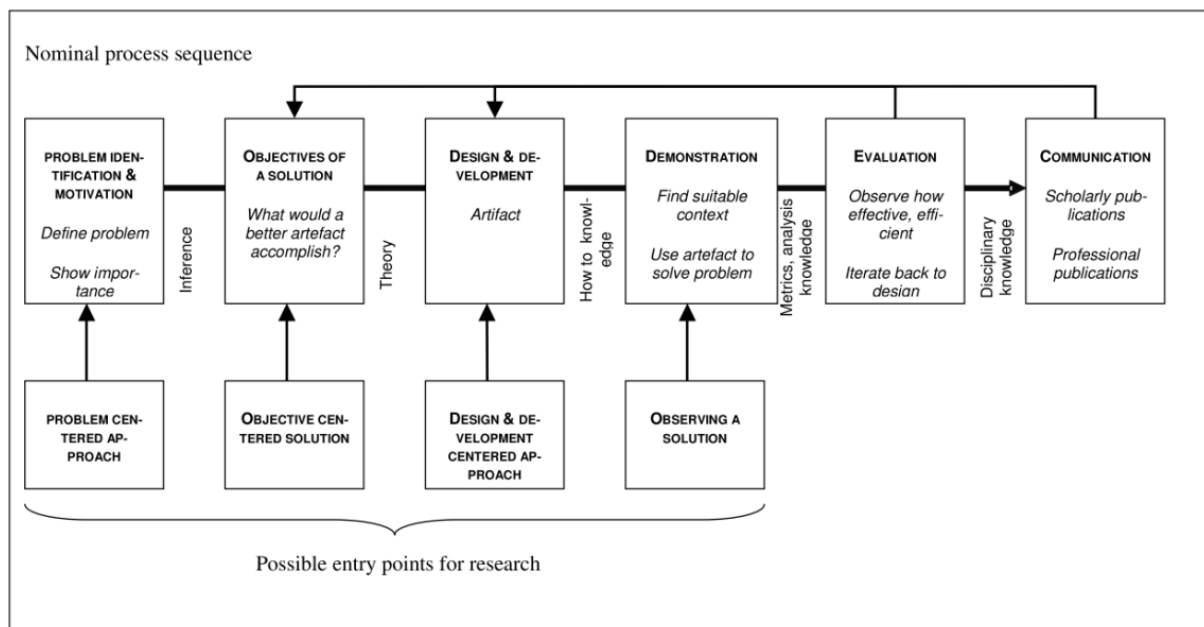 Nominal process sequence
PROBLEM IDEN-
TIFICATION &
MOTIVATION
Define problem
Show impor-
tance
Inference
OBJECTIVES OF
A SOLUTION
What would a
better artefact
accomplish?
Theory
DESIGN & DE-
VELOPMENT
Artifact
How to knowl-
edge
DEMONSTRATION
Find suitable
context
Use artefact to
solve problem
Metrics, analysis
knowledge
EVALUATION
Observe how
effective, effi-
cient
Iterate back to
design
Disciplinary
knowledge
COMMUNICATION
Scholarly pub-
lications
Professional
publications
PROBLEM CEN-
TERED AP-
PROACH
OBJECTIVE CEN-
TERED SOLUTION
DESIGN & DE-
VELOPMENT
CENTERED AP-
PROACH
OBSERVING A
SOLUTION
Possible entry points for research